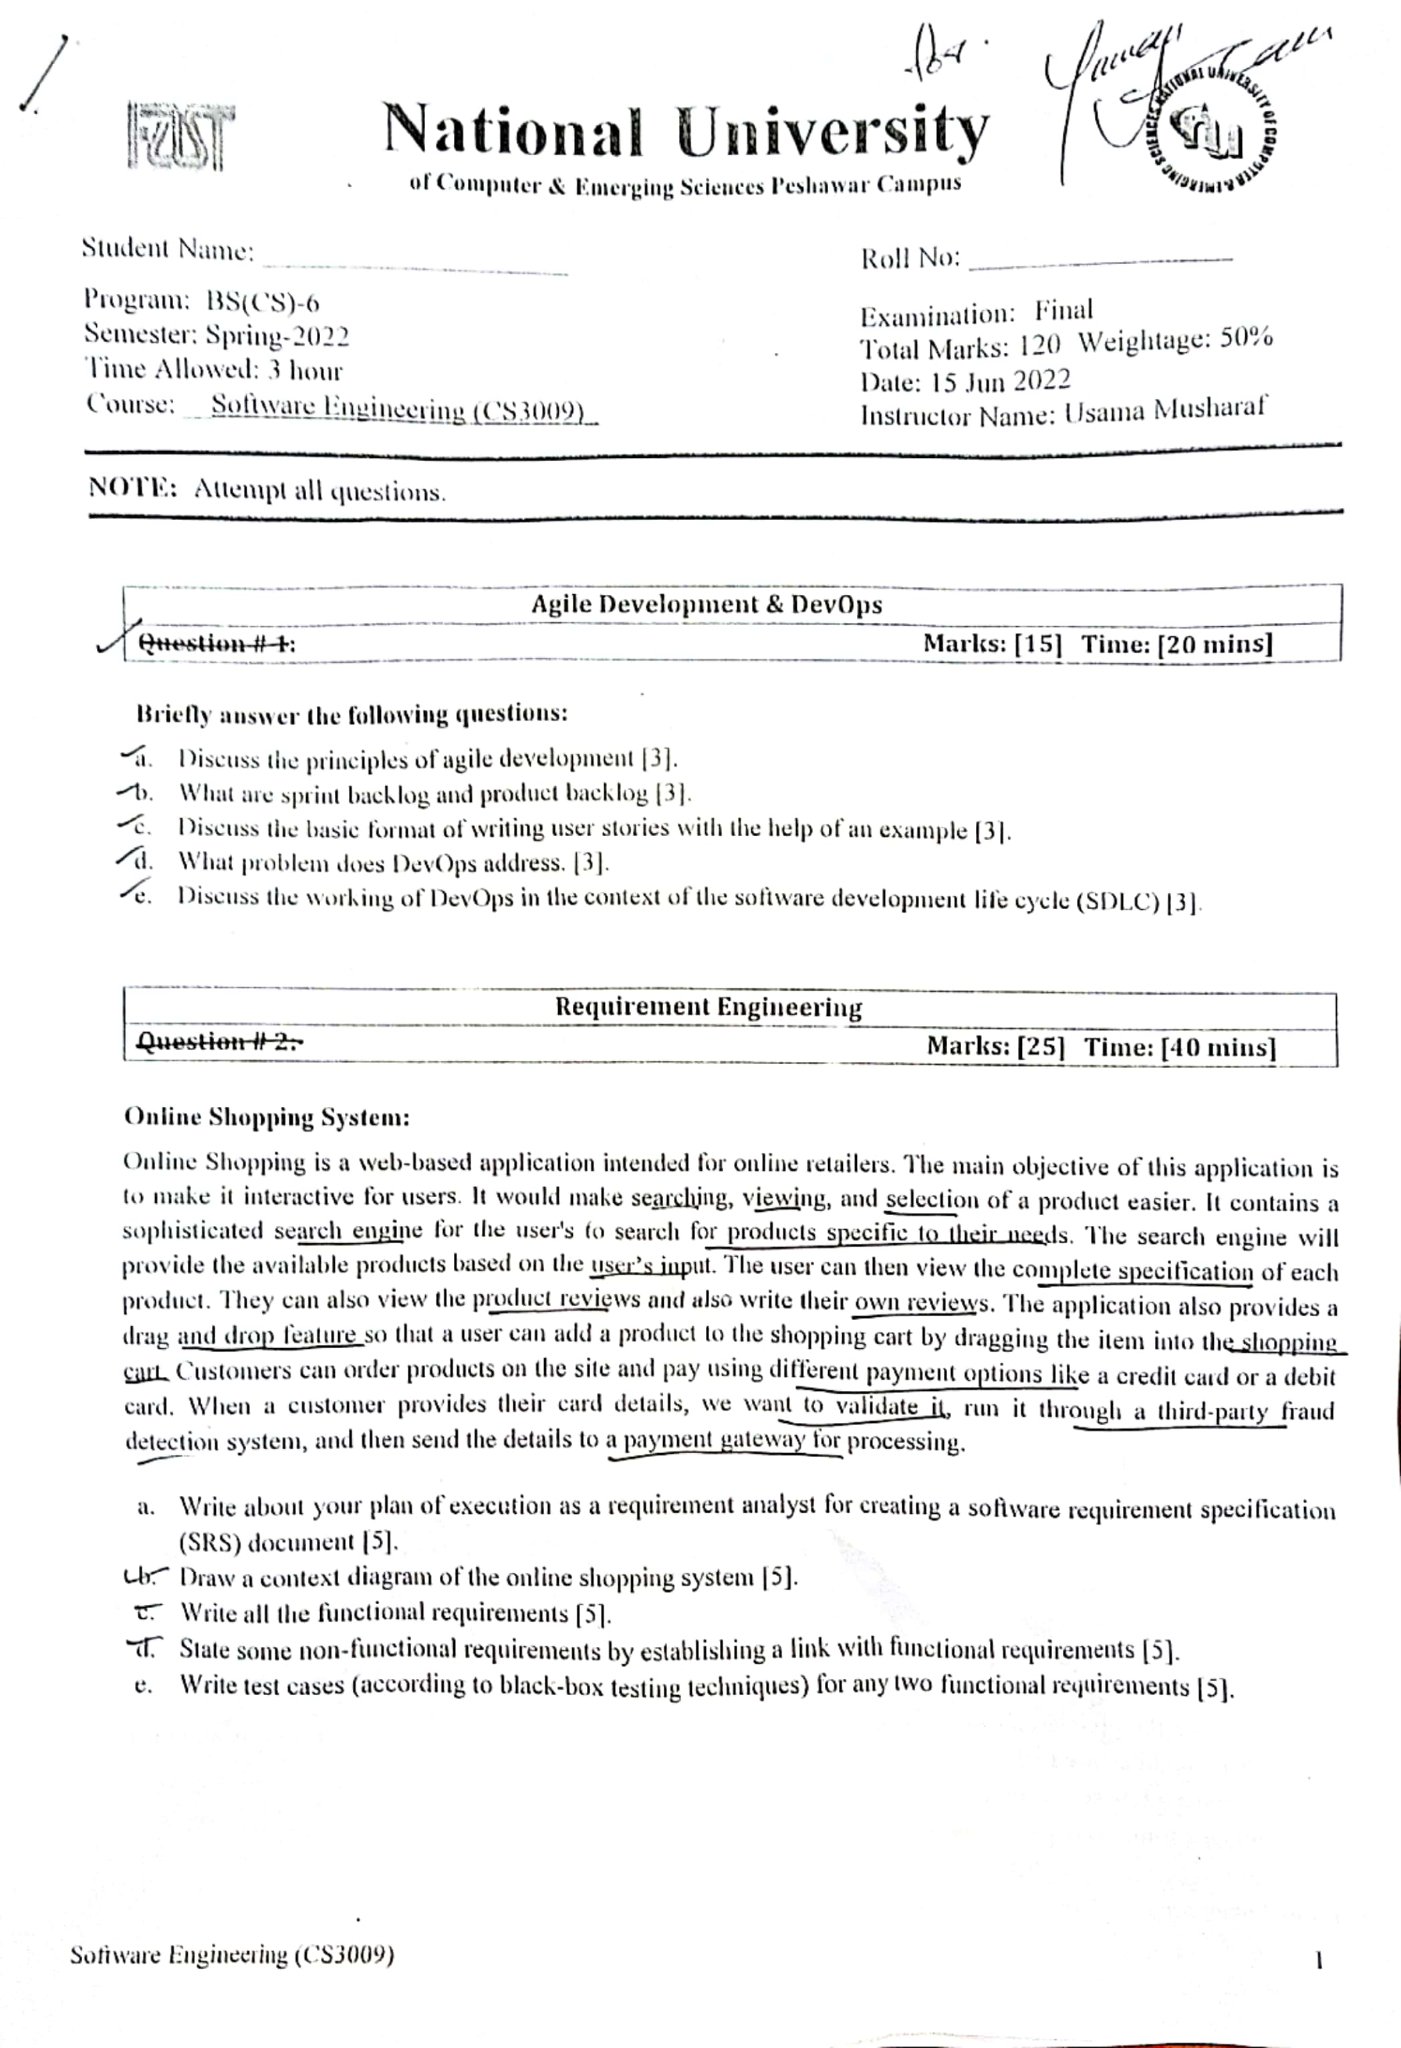 FAST
National University
of Computer & Emerging Sciences Peshawar Campus
NATIONAL UNIVERSITY OF COMPUTER & EMERGING SCIENCES
Student Name:
Roll No:
Program: BS(CS)-6
Semester: Spring-2022
Time Allowed: 3 hour
Course: Software Engineering (CS3009)
Examination: Final
Total Marks: 120 Weightage: 50%
Date: 15 Jun 2022
Instructor Name: Usama Musharaf
NOTE: Attempt all questions.
Agile Development & DevOps
Question # 1: Marks: [15] Time: [20 mins]
Briefly answer the following questions:
a. Discuss the principles of agile development [3].
b. What are sprint backlog and product backlog [3].
c. Discuss the basic format of writing user stories with the help of an example [3].
d. What problem does DevOps address. [3].
e. Discuss the working of DevOps in the context of the software development life cycle (SDLC) [3].
Requirement Engineering
Question # 2: Marks: [25] Time: [40 mins]
Online Shopping System:
Online Shopping is a web-based application intended for online retailers. The main objective of this application is
to make it interactive for users. It would make searching, viewing, and selection of a product easier. It contains a
sophisticated search engine for the user's to search for products specific to their needs. The search engine will
provide the available products based on the user's input. The user can then view the complete specification of each
product. They can also view the product reviews and also write their own reviews. The application also provides a
drag and drop feature so that a user can add a product to the shopping cart by dragging the item into the shopping
cart. Customers can order products on the site and pay using different payment options like a credit card or a debit
card. When a customer provides their card details, we want to validate it, run it through a third-party fraud
detection system, and then send the details to a payment gateway for processing.
a. Write about your plan of execution as a requirement analyst for creating a software requirement specification
(SRS) document [5].
b. Draw a context diagram of the online shopping system [5].
c. Write all the functional requirements [5].
d. State some non-functional requirements by establishing a link with functional requirements [5].
e. Write test cases (according to black-box testing techniques) for any two functional requirements [5].
Software Engineering (CS3009)
1